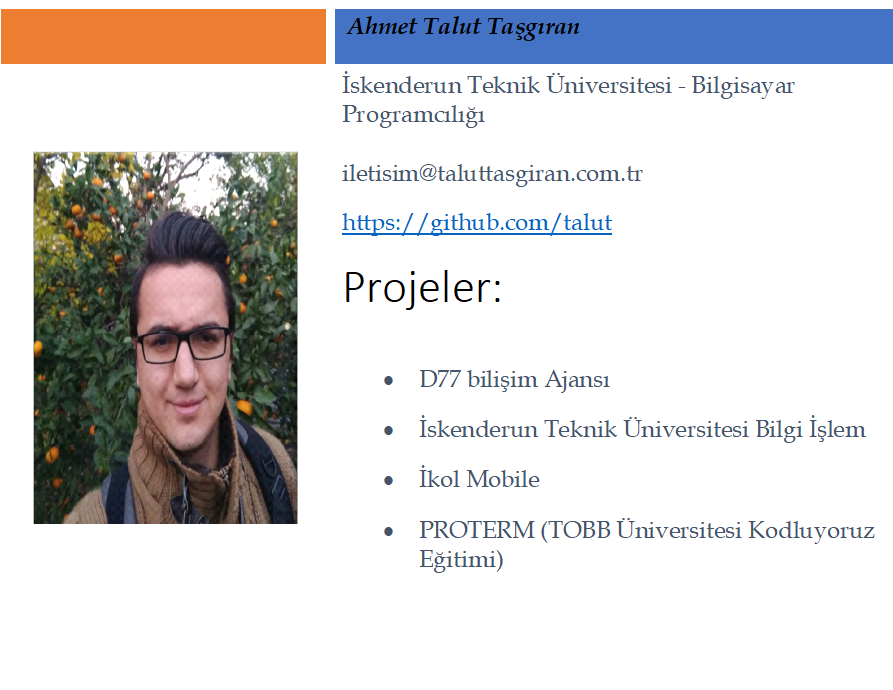 Ahmet Talut Taşgıran
İskenderun Teknik Üniversitesi - Bilgisayar
Programcılığı
iletisim@taluttasgiran.com.tr
https://github.com/talut
Projeler:
• D77 bilişim Ajansı
• İskenderun Teknik Üniversitesi Bilgi İşlem
• İkol Mobile
• PROTERM (TOBB Üniversitesi Kodluyoruz
Eğitimi)